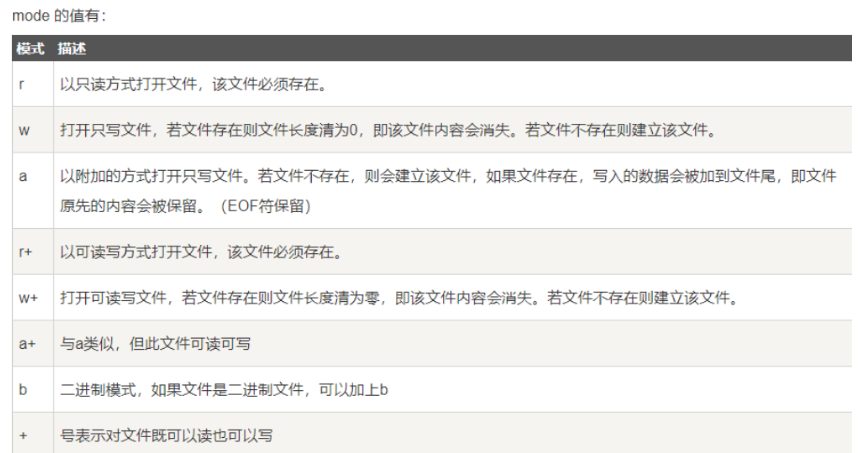 mode 的值有：
模式 描述
r 以只读方式打开文件，该文件必须存在。
w 打开只写文件，若文件存在则文件长度清为0，即该文件内容会消失。若文件不存在则建立该文件。
a 以附加的方式打开只写文件。若文件不存在，则会建立该文件，如果文件存在，写入的数据会被加到文件尾，即文件
原先的内容会被保留。（EOF符保留）
r+ 以可读写方式打开文件，该文件必须存在。
w+ 打开可读写文件，若文件存在则文件长度清为零，即该文件内容会消失。若文件不存在则建立该文件。
a+ 与a类似，但此文件可读可写
b 二进制模式，如果文件是二进制文件，可以加上b
+ 号表示对文件既可以读也可以写